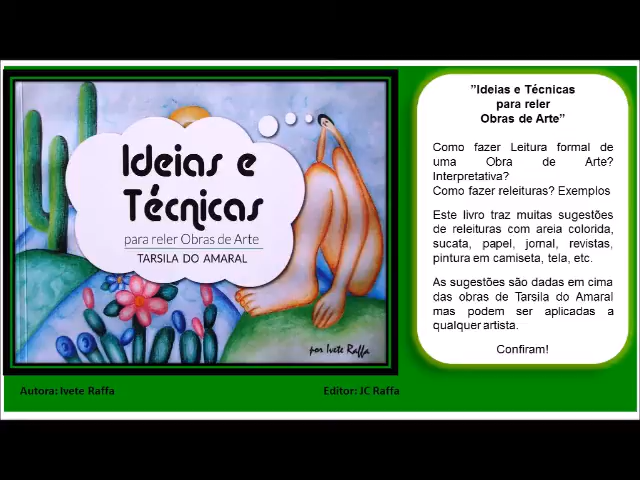 Ideias e
Técnicas
para reler Obras de Arte
TARSILA DO AMARAL
por Ivete Raffa
Autora: Ivete Raffa
Editor: JC Raffa
"Ideias e Técnicas
para reler
Obras de Arte"
Como fazer Leitura formal de
uma Obra de Arte?
Interpretativa?
Como fazer releituras? Exemplos
Este livro traz muitas sugestões
de releituras com areia colorida,
sucata, papel, jornal, revistas,
pintura em camiseta, tela, etc.
As sugestões são dadas em cima
das obras de Tarsila do Amaral
mas podem ser aplicadas a
qualquer artista.
Confiram!